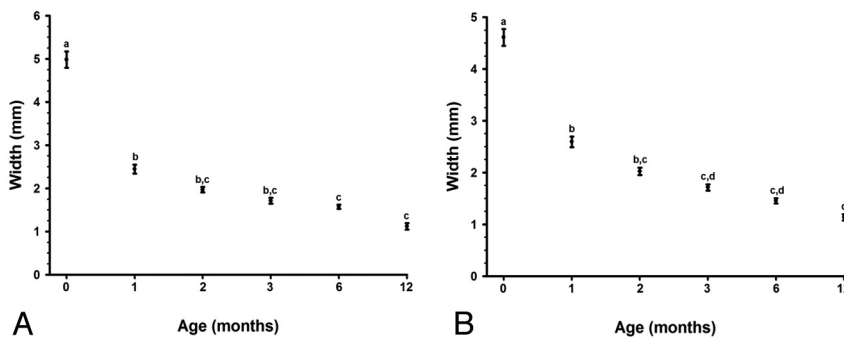 6
a
5
4
3
b
b,c
2
b,c
c
c
1
0
0 1 2 3 6 12
Width (mm)
Age (months)
A
5
a
4
3
b
b,c
2
c,d
c,d
1
0
0 1 2 3 6
Width (mm)
Age (months)
B